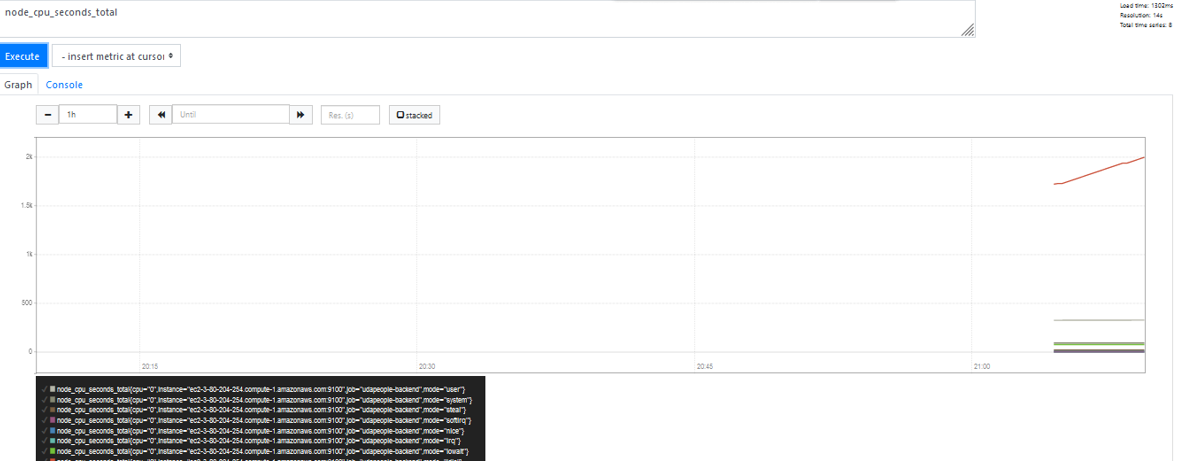 node_cpu_seconds_total
Load time: 1302ms
Resolution: 14s
Total time series: 8
Execute
- insert metric at cursor
Graph
Console
1h
Until
Res. (s)
stacked
2k
1.5k
1k
500
0
20:15
20:30
20:45
21:00
node_cpu_seconds_total{cpu="0",instance="ec2-3-80-204-254.compute-1.amazonaws.com:9100",job="udapeople-backend",mode="user"}
node_cpu_seconds_total{cpu="0",instance="ec2-3-80-204-254.compute-1.amazonaws.com:9100",job="udapeople-backend",mode="system"}
node_cpu_seconds_total{cpu="0",instance="ec2-3-80-204-254.compute-1.amazonaws.com:9100",job="udapeople-backend",mode="steal"}
node_cpu_seconds_total{cpu="0",instance="ec2-3-80-204-254.compute-1.amazonaws.com:9100",job="udapeople-backend",mode="softirq"}
node_cpu_seconds_total{cpu="0",instance="ec2-3-80-204-254.compute-1.amazonaws.com:9100",job="udapeople-backend",mode="nice"}
node_cpu_seconds_total{cpu="0",instance="ec2-3-80-204-254.compute-1.amazonaws.com:9100",job="udapeople-backend",mode="irq"}
node_cpu_seconds_total{cpu="0",instance="ec2-3-80-204-254.compute-1.amazonaws.com:9100",job="udapeople-backend",mode="iowait"}